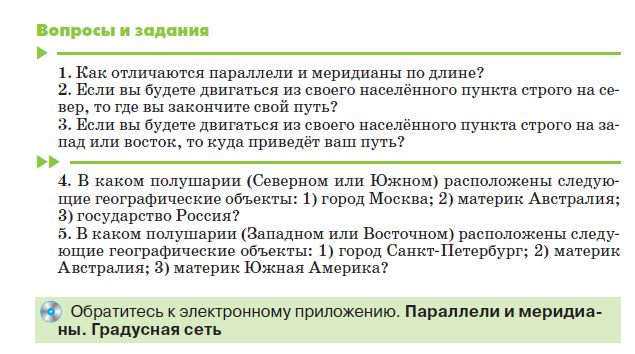 Вопросы и задания
1. Как отличаются параллели и меридианы по длине?
2. Если вы будете двигаться из своего населённого пункта строго на се-
вер, то где вы закончите свой путь?
3. Если вы будете двигаться из своего населённого пункта строго на за-
пад или восток, то куда приведёт ваш путь?
4. В каком полушарии (Северном или Южном) расположены следую-
щие географические объекты: 1) город Москва; 2) материк Австралия;
3) государство Россия?
5. В каком полушарии (Западном или Восточном) расположены следу-
ющие географические объекты: 1) город Санкт-Петербург; 2) материк
Австралия; 3) материк Южная Америка?
Обратитесь к электронному приложению. Параллели и меридиа-
ны. Градусная сеть